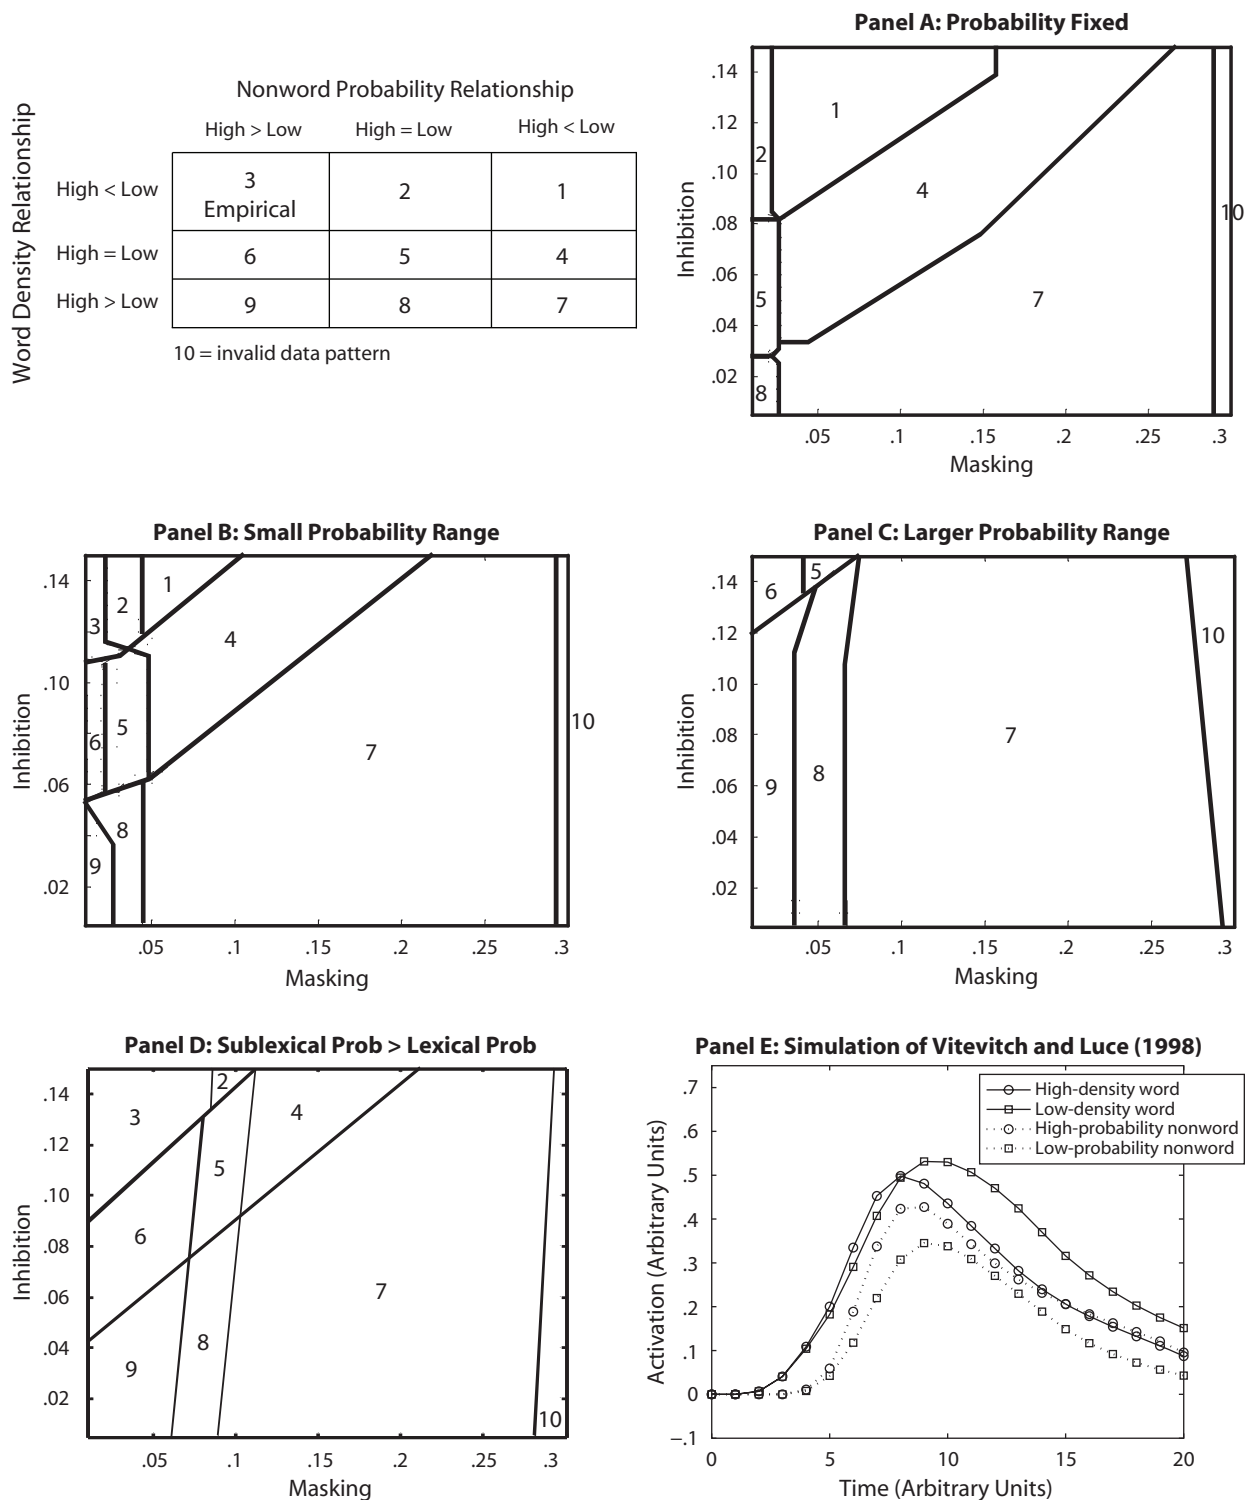 Panel A: Probability Fixed
Nonword Probability Relationship
High > Low High = Low High < Low
Word Density Relationship
High < Low 3 Empirical 2 1
High = Low 6 5 4
High > Low 9 8 7
10 = invalid data pattern
.14
.12
.10
.08
.06
.04
.02
Inhibition
1
2
4
5
7
8
10
.05 .1 .15 .2 .25 .3
Masking
Panel B: Small Probability Range
.14
.10
.06
.02
Inhibition
1
2
3
4
5
6
7
8
9
10
.05 .1 .15 .2 .25 .3
Masking
Panel C: Larger Probability Range
.14
.12
.10
.08
.06
.04
.02
Inhibition
5
6
7
8
9
10
.05 .1 .15 .2 .25 .3
Masking
Panel D: Sublexical Prob > Lexical Prob
.14
.12
.10
.08
.06
.04
.02
Inhibition
2
3
4
5
6
7
8
9
10
.05 .1 .15 .2 .25 .3
Masking
Panel E: Simulation of Vitevitch and Luce (1998)
High-density word
Low-density word
High-probability nonword
Low-probability nonword
.7
.6
.5
.4
.3
.2
.1
0
−.1
Activation (Arbitrary Units)
0 5 10 15 20
Time (Arbitrary Units)